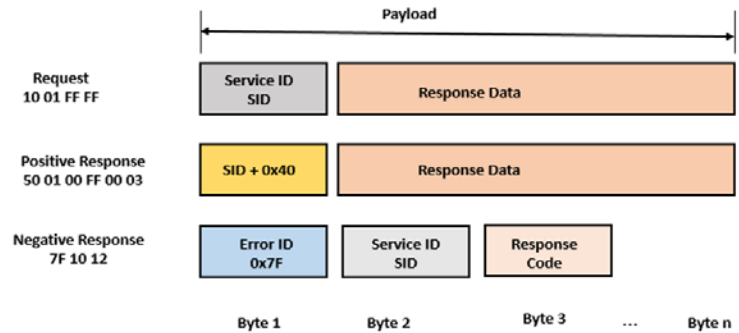 Payload
Request
10 01 FF FF
Service ID
SID
Response Data
Positive Response
50 01 00 FF 00 03
SID + 0x40
Response Data
Negative Response
7F 10 12
Error ID
0x7F
Service ID
SID
Response
Code
Byte 1
Byte 2
Byte 3
...
Byte n